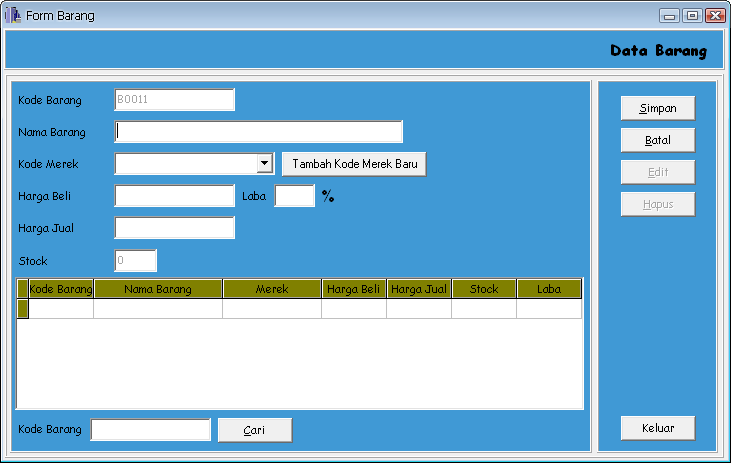 Form Barang
Data Barang
Kode Barang B0011
Nama Barang
Kode Merek Tambah Kode Merek Baru
Harga Beli Laba %
Harga Jual
Stock 0
Kode Barang Nama Barang Merek Harga Beli Harga Jual Stock Laba
Kode Barang Cari
Simpan
Batal
Edit
Hapus
Keluar